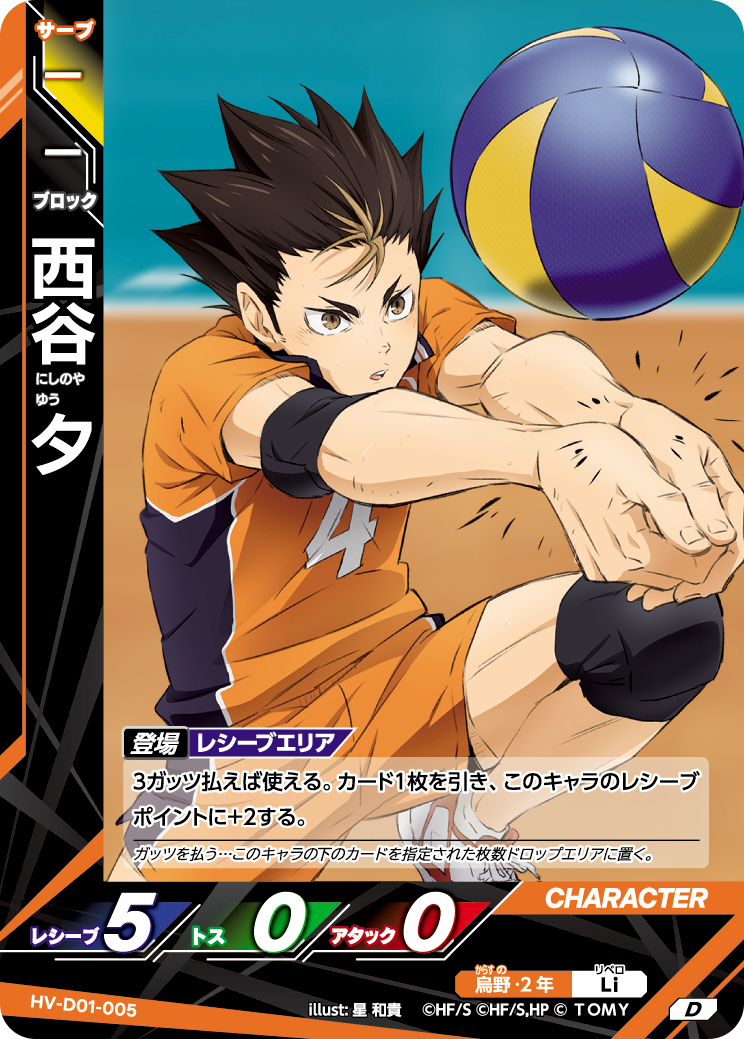 サーブ
ー
ー
ブロック
西谷
にしのや
ゆう
夕
4
登場 レシーブエリア
3ガッツ払えば使える。カード1枚を引き、このキャラのレシーブ
ポイントに+2する。
ガッツを払う…このキャラの下のカードを指定された枚数ドロップエリアに置く。
CHARACTER
レシーブ 5 トス 0 アタック 0
からすの リベロ
烏野・2年 Li
HV-D01-005 illust: 星 和貴 ©HF/S ©HF/S,HP © TOMY D